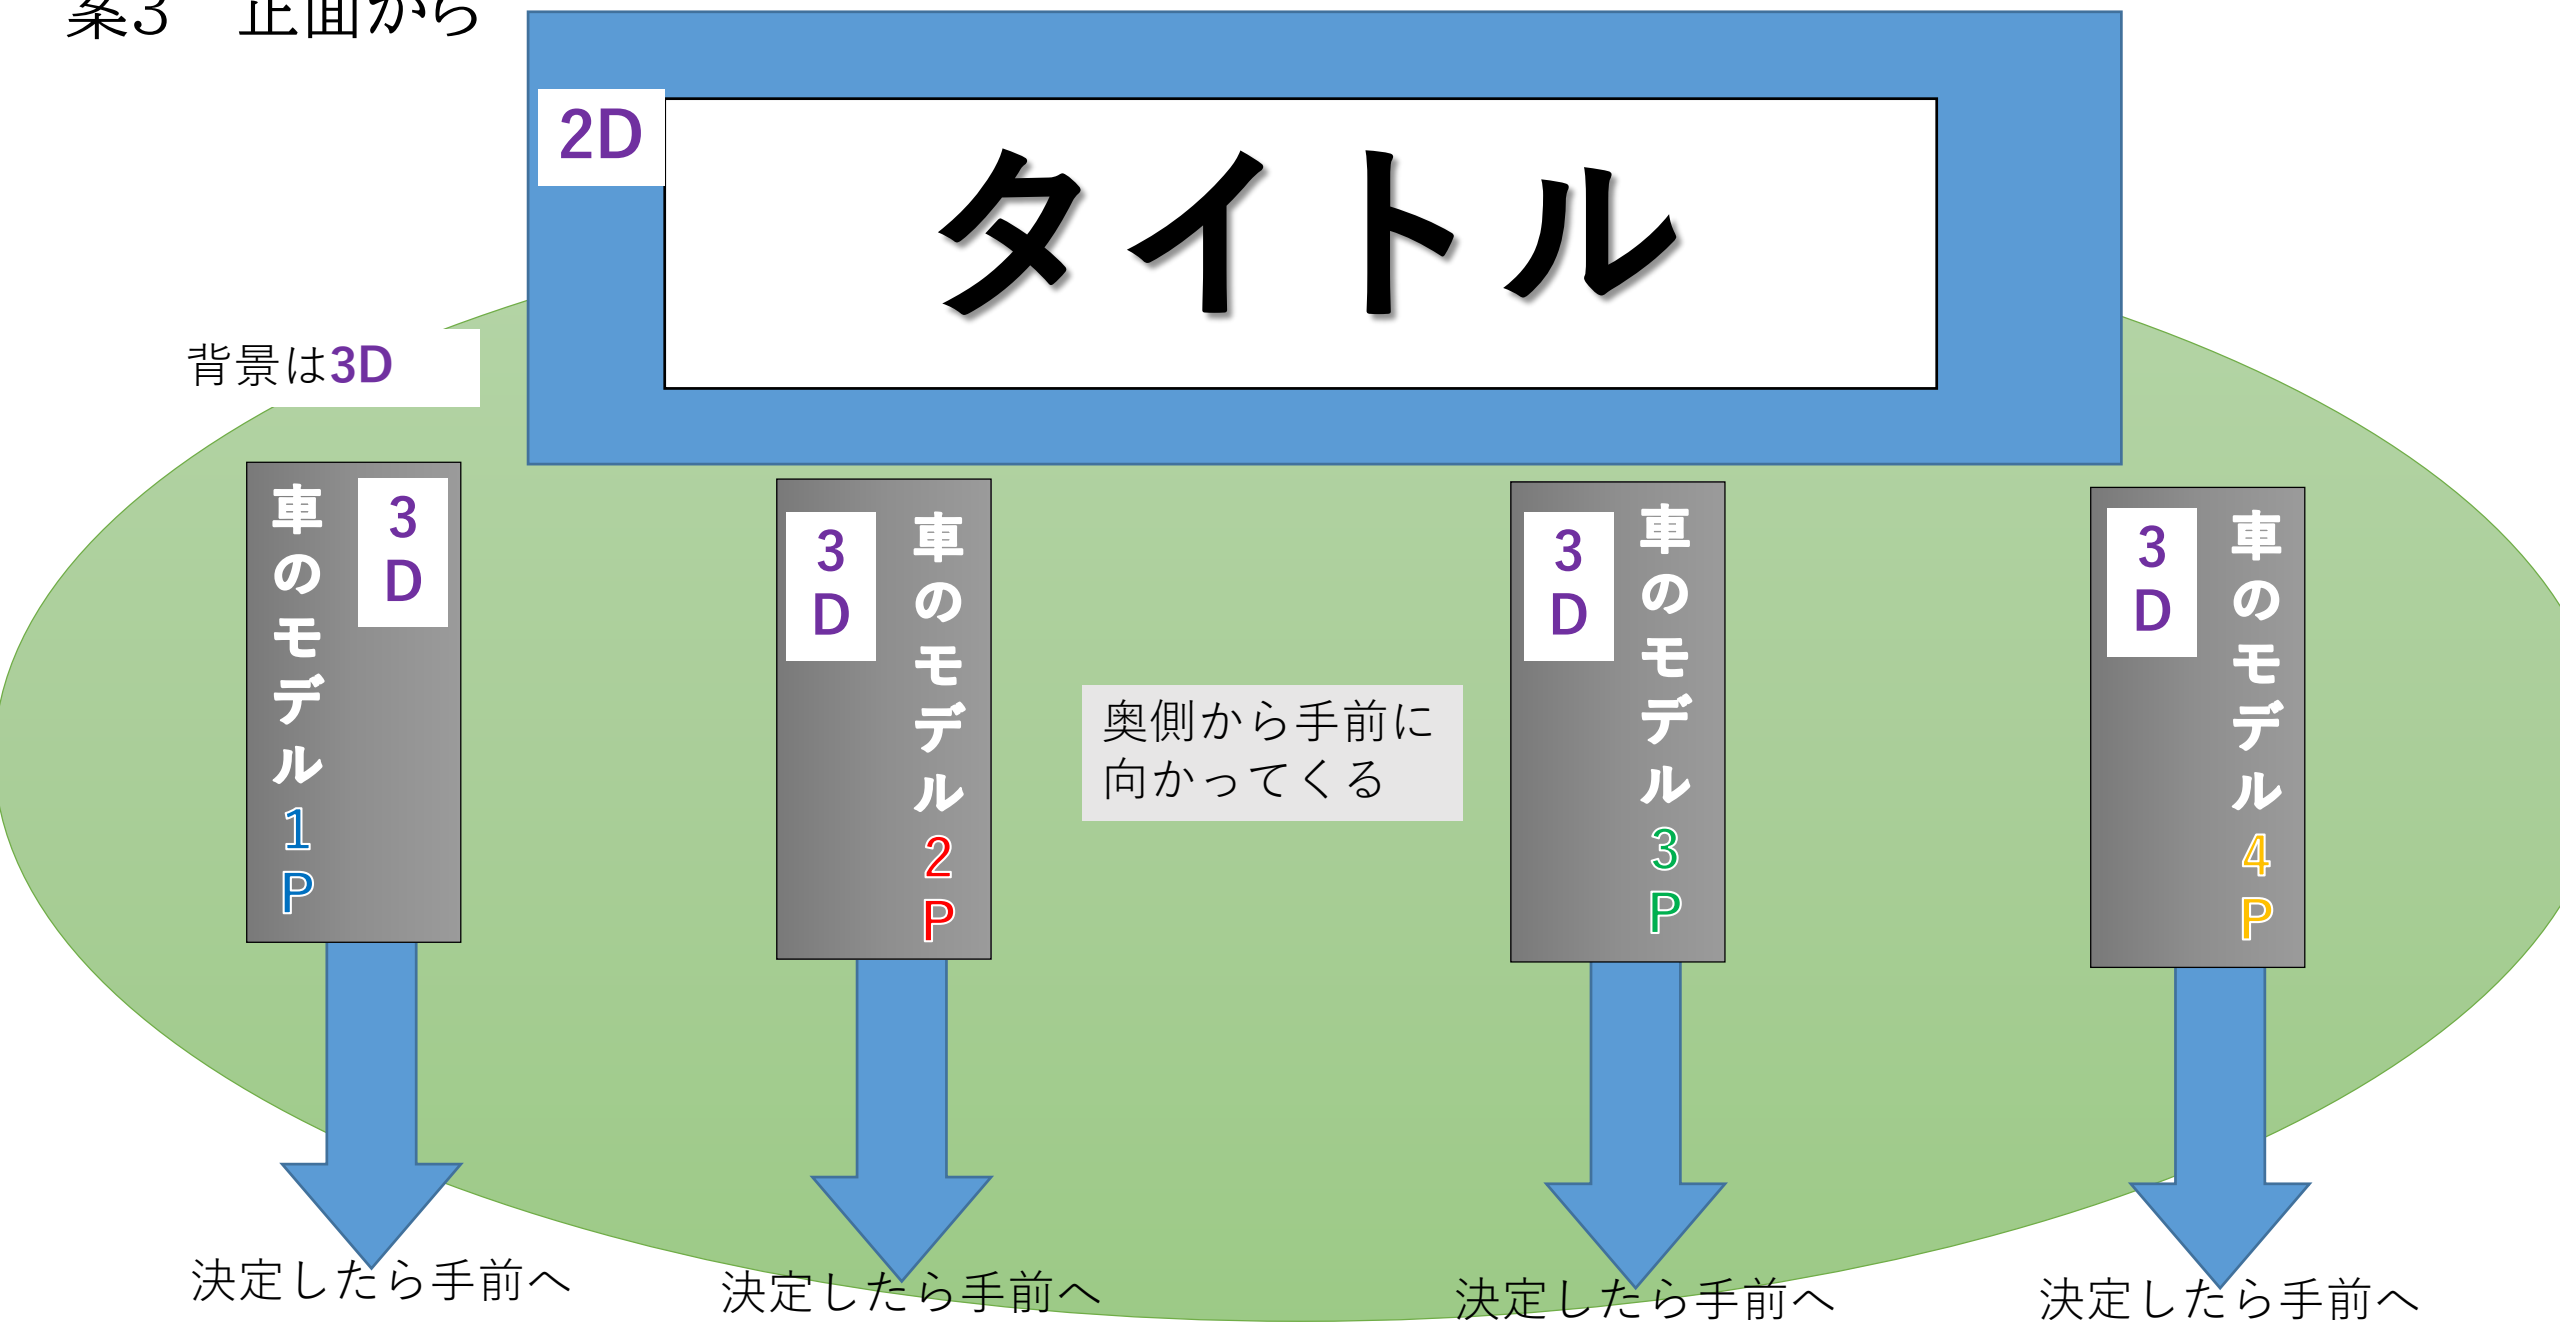 案3　正面から
2D
タイトル
背景は3D
車のモデル1P
3D
3D
車のモデル2P
奥側から手前に
向かってくる
3D
車のモデル3P
3D
車のモデル4P
決定したら手前へ
決定したら手前へ
決定したら手前へ
決定したら手前へ